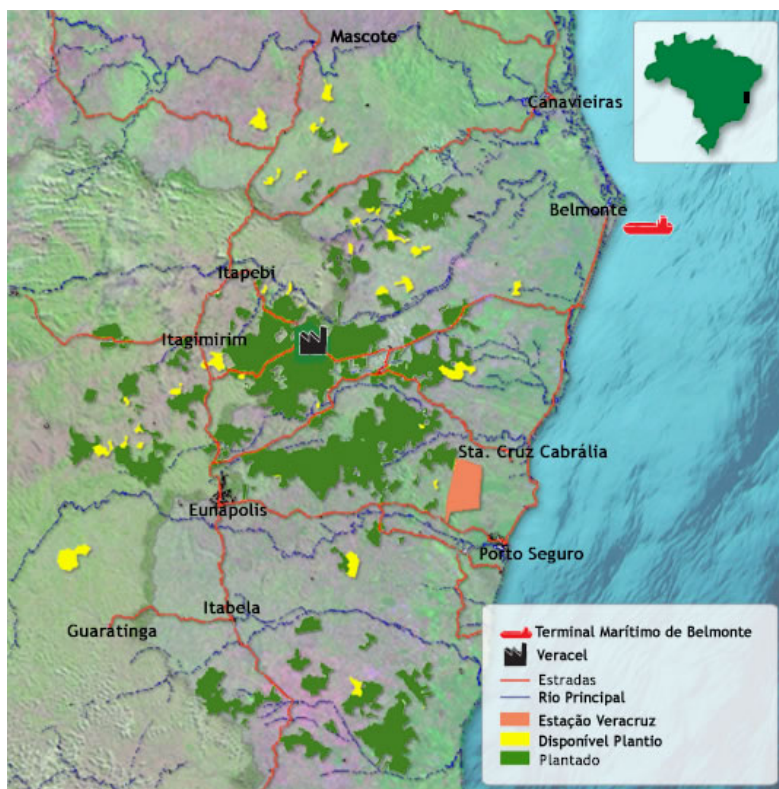 Mascote
Canavieiras
Belmonte
Itapebi
Itagimirim
Sta. Cruz Cabrália
Eunápolis
Porto Seguro
Itabela
Guaratinga
Terminal Marítimo de Belmonte
Veracel
Estradas
Rio Principal
Estação Veracruz
Disponível Plantio
Plantado